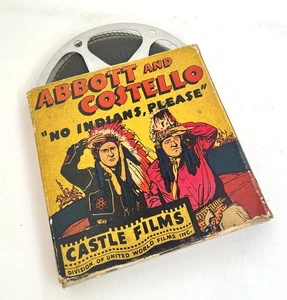 ABBOTT AND
COSTELLO
"NO INDIANS, PLEASE"
CASTLE FILMS
DIVISION OF UNITED WORLD FILMS INC.